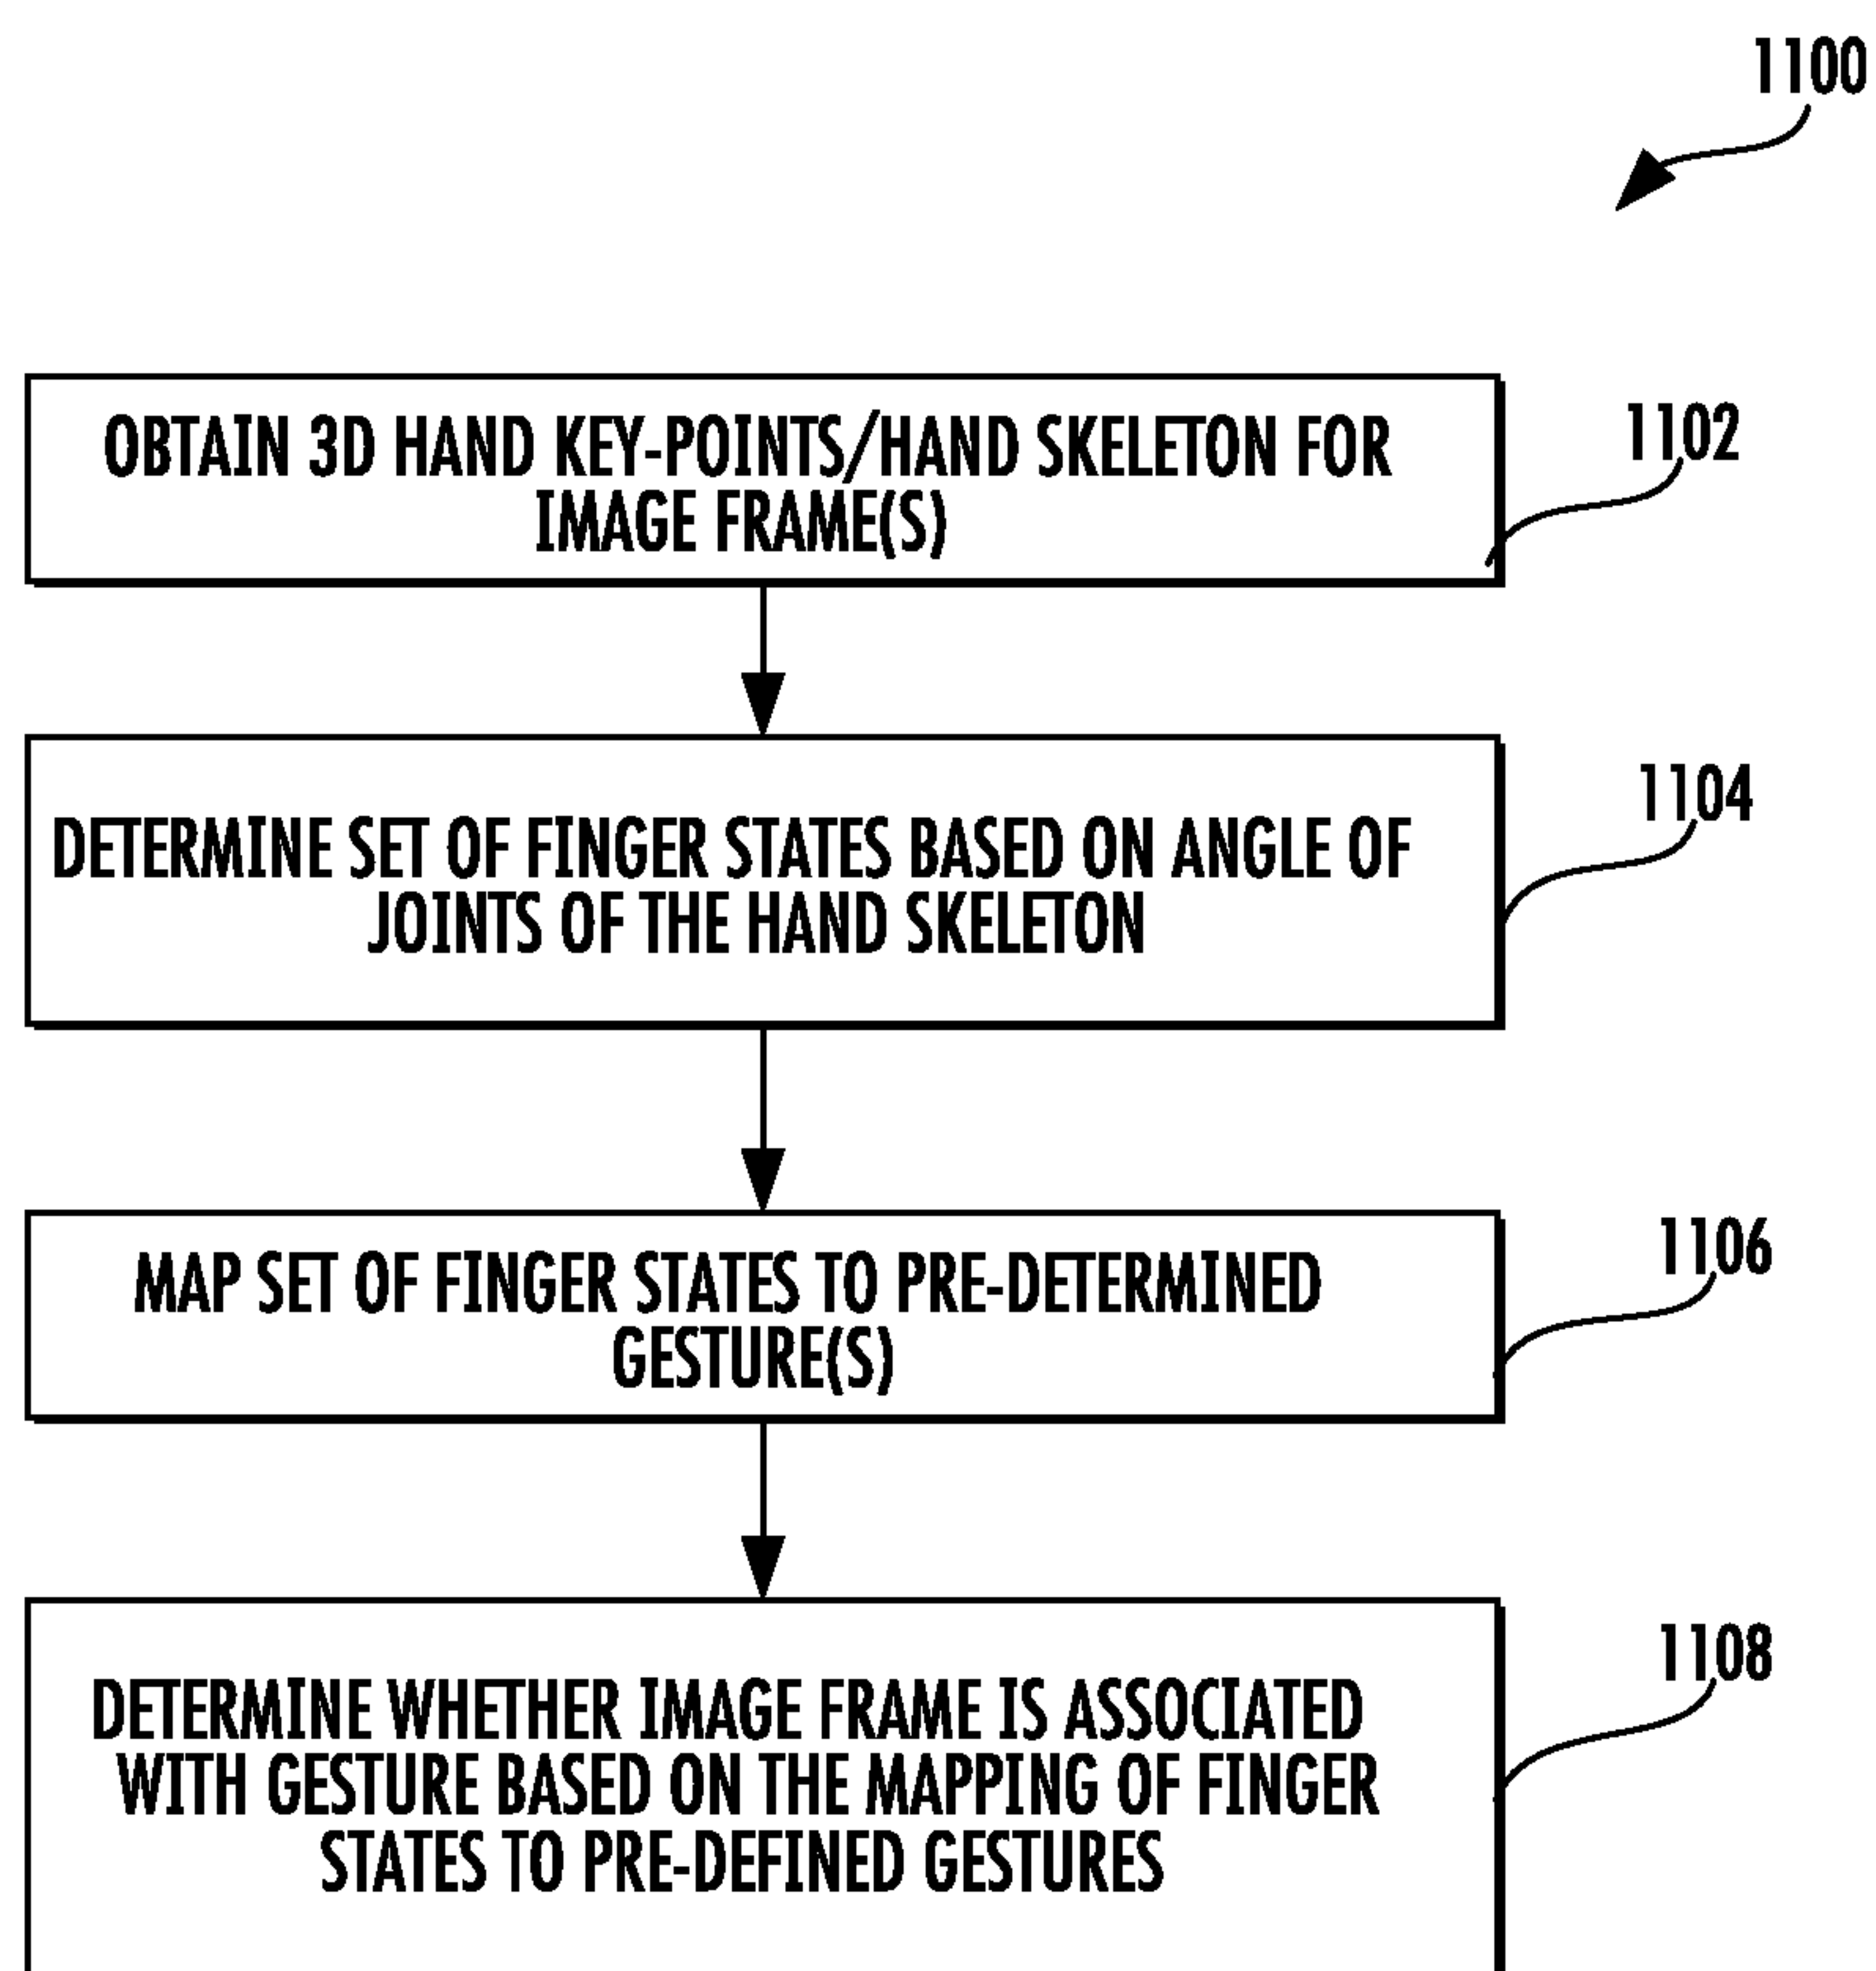 1100
OBTAIN 3D HAND KEY-POINTS/HAND SKELETON FOR
IMAGE FRAME(S)
1102
DETERMINE SET OF FINGER STATES BASED ON ANGLE OF
JOINTS OF THE HAND SKELETON
1104
MAP SET OF FINGER STATES TO PRE-DETERMINED
GESTURE(S)
1106
DETERMINE WHETHER IMAGE FRAME IS ASSOCIATED
WITH GESTURE BASED ON THE MAPPING OF FINGER
STATES TO PRE-DEFINED GESTURES
1108